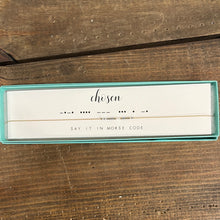 chosen
-·-· ···· --- ··· · -·
SAY IT IN MORSE CODE